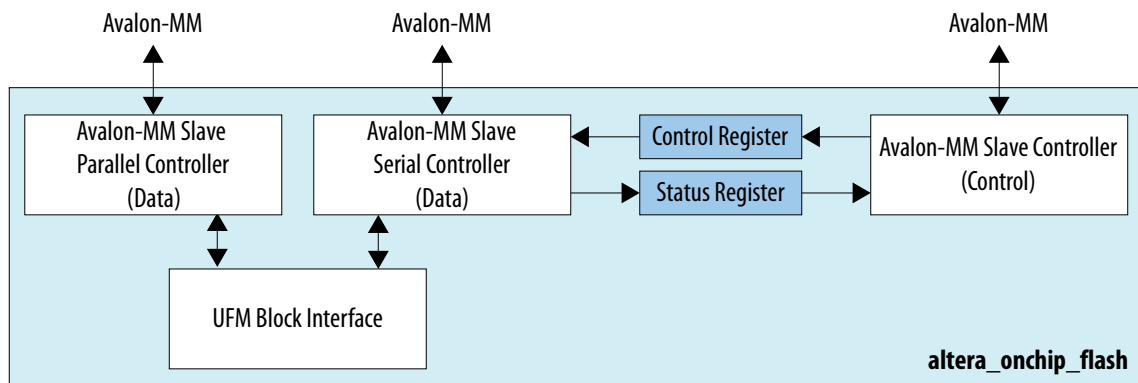 Avalon-MM
Avalon-MM
Avalon-MM
Avalon-MM Slave
Parallel Controller
(Data)
Avalon-MM Slave
Serial Controller
(Data)
Control Register
Status Register
Avalon-MM Slave Controller
(Control)
UFM Block Interface
altera_onchip_flash